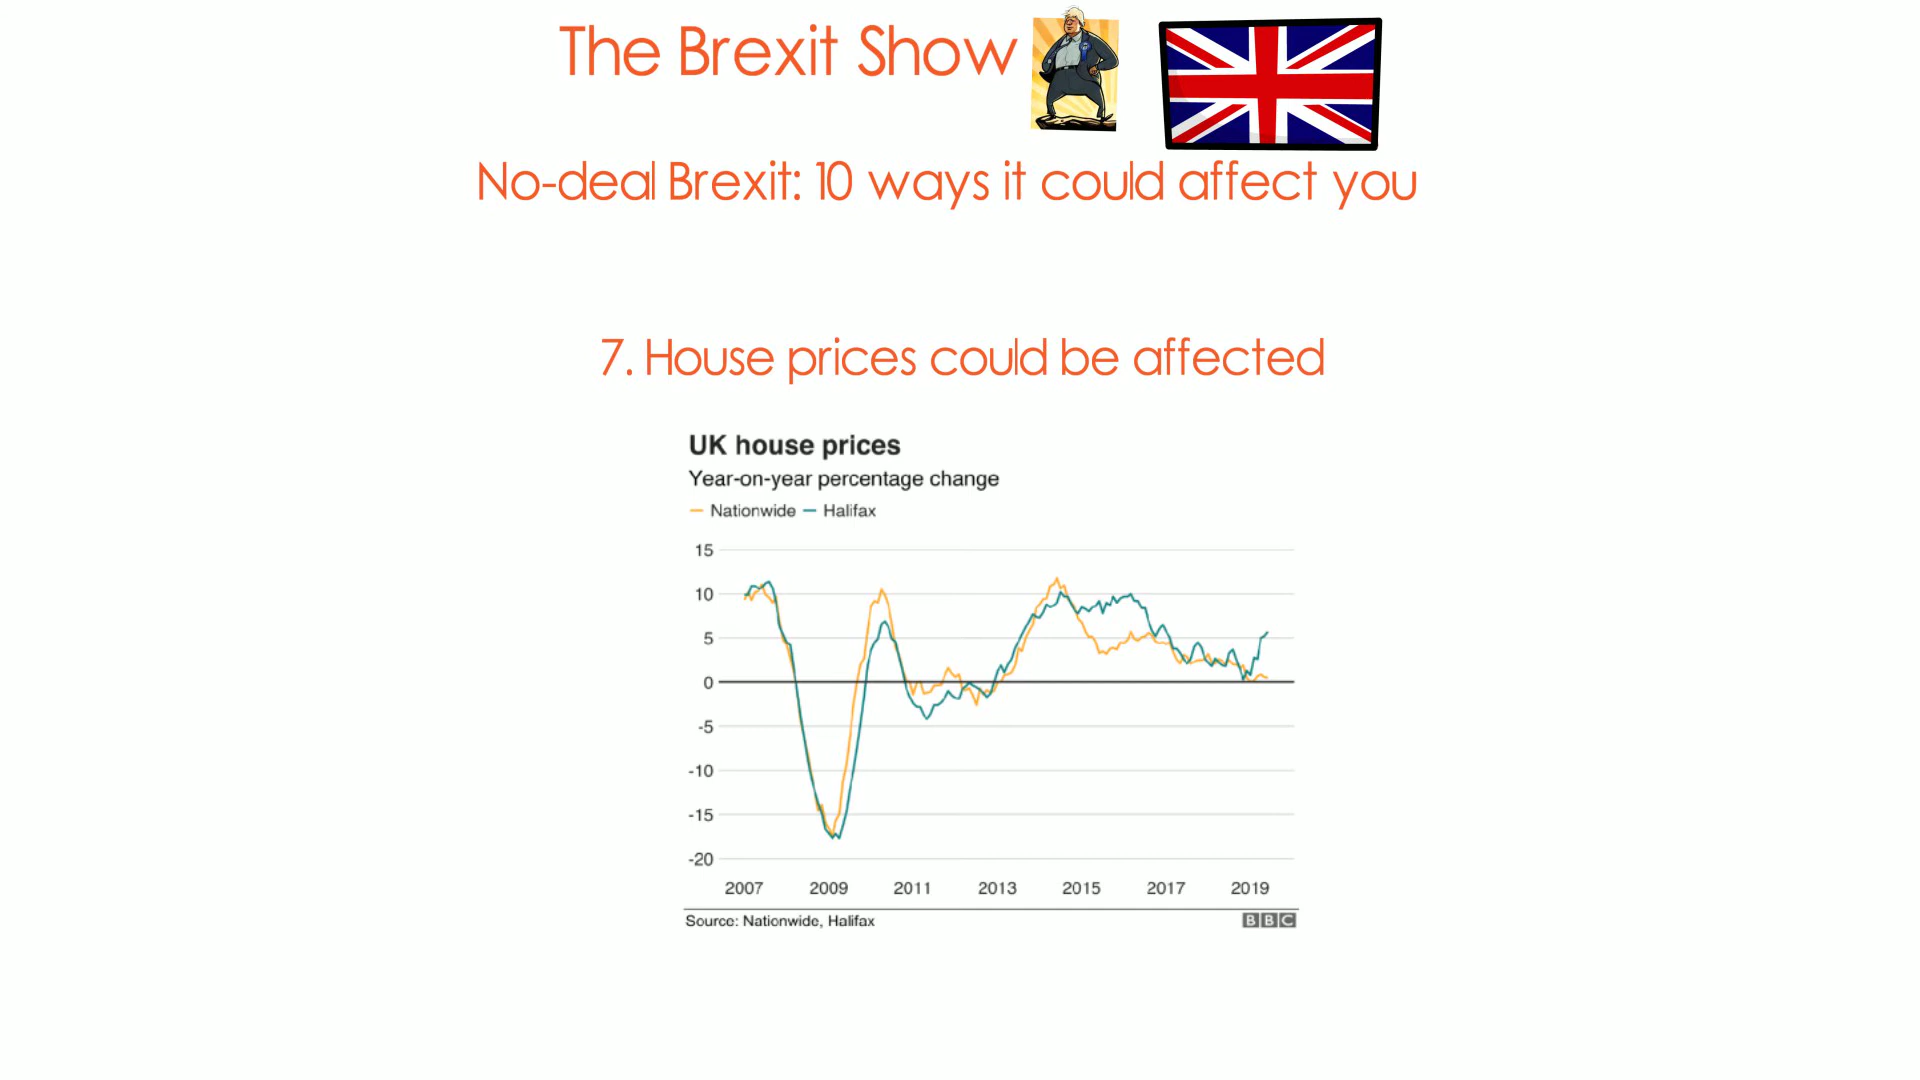 The Brexit Show
No-deal Brexit: 10 ways it could affect you
7. House prices could be affected
UK house prices
Year-on-year percentage change
Nationwide Halifax
15
10
5
0
-5
-10
-15
-20
2007 2009 2011 2013 2015 2017 2019
Source: Nationwide, Halifax BBC